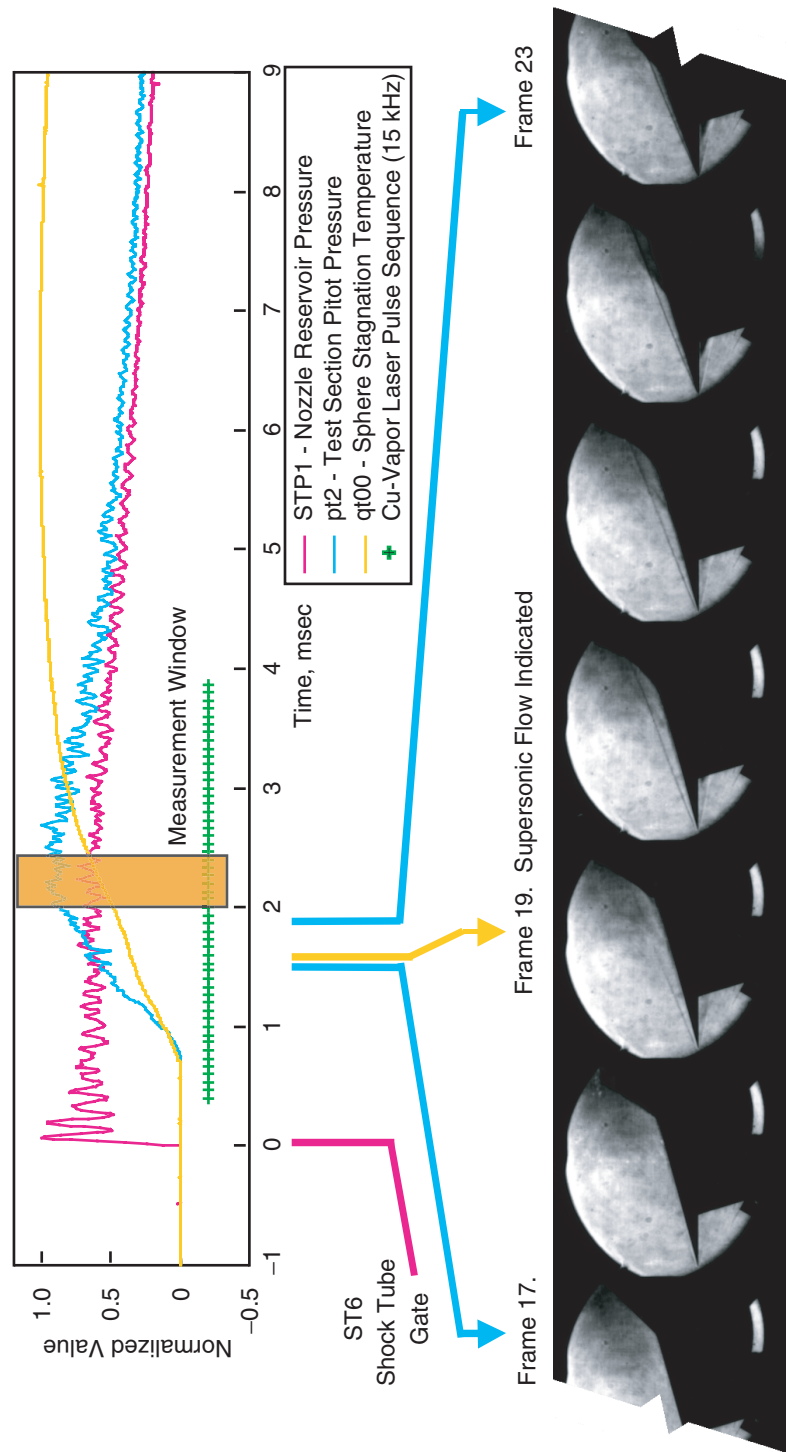 Normalized Value
1.0
0.5
0
−0.5
Measurement Window
−1
0
1
2
3
4
5
6
7
8
9
Time, msec
STP1 - Nozzle Reservoir Pressure
pt2 - Test Section Pitot Pressure
qt00 - Sphere Stagnation Temperature
Cu-Vapor Laser Pulse Sequence (15 kHz)
ST6
Shock Tube
Gate
Frame 17.
Frame 19. Supersonic Flow Indicated
Frame 23